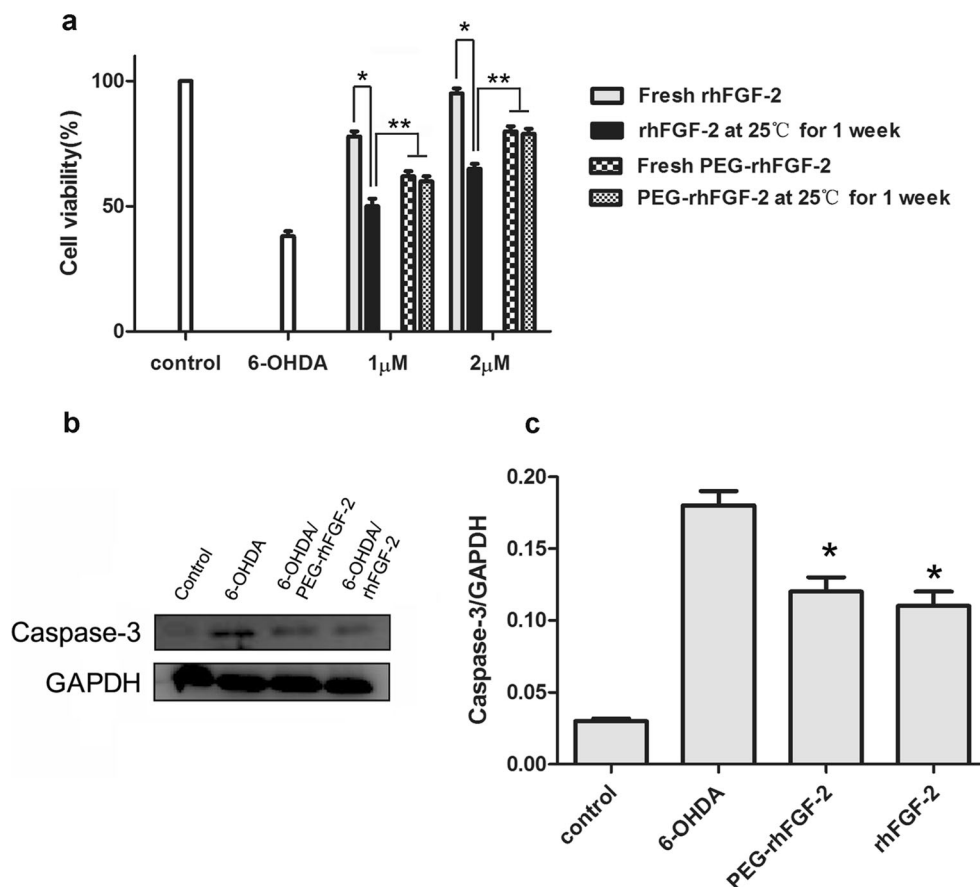 a
Cell viability(%)
100
50
0
*
**
*
**
control
6-OHDA
1μM
2μM
Fresh rhFGF-2
rhFGF-2 at 25℃ for 1 week
Fresh PEG-rhFGF-2
PEG-rhFGF-2 at 25℃ for 1 week
b
Control
6-OHDA
6-OHDA/
PEG-rhFGF-2
6-OHDA/
rhFGF-2
Caspase-3
GAPDH
c
Caspase-3/GAPDH
0.20
0.15
0.10
0.05
0.00
*
*
control
6-OHDA
PEG-rhFGF-2
rhFGF-2